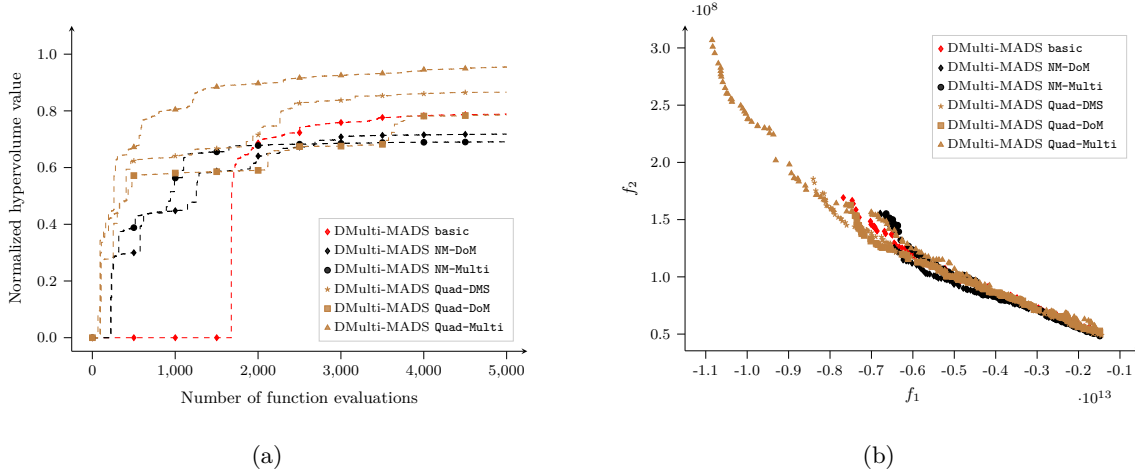 Normalized hypervolume value
1.0
0.8
0.6
0.4
0.2
0.0
0
1,000
2,000
3,000
4,000
5,000
Number of function evaluations
DMulti-MADS basic
DMulti-MADS NM-DoM
DMulti-MADS NM-Multi
DMulti-MADS Quad-DMS
DMulti-MADS Quad-DoM
DMulti-MADS Quad-Multi
(a)
·10⁸
f₂
3.0
2.5
2.0
1.5
1.0
0.5
-1.1
-1.0
-0.9
-0.8
-0.7
-0.6
-0.5
-0.4
-0.3
-0.2
-0.1
f₁
·10¹³
DMulti-MADS basic
DMulti-MADS NM-DoM
DMulti-MADS NM-Multi
DMulti-MADS Quad-DMS
DMulti-MADS Quad-DoM
DMulti-MADS Quad-Multi
(b)